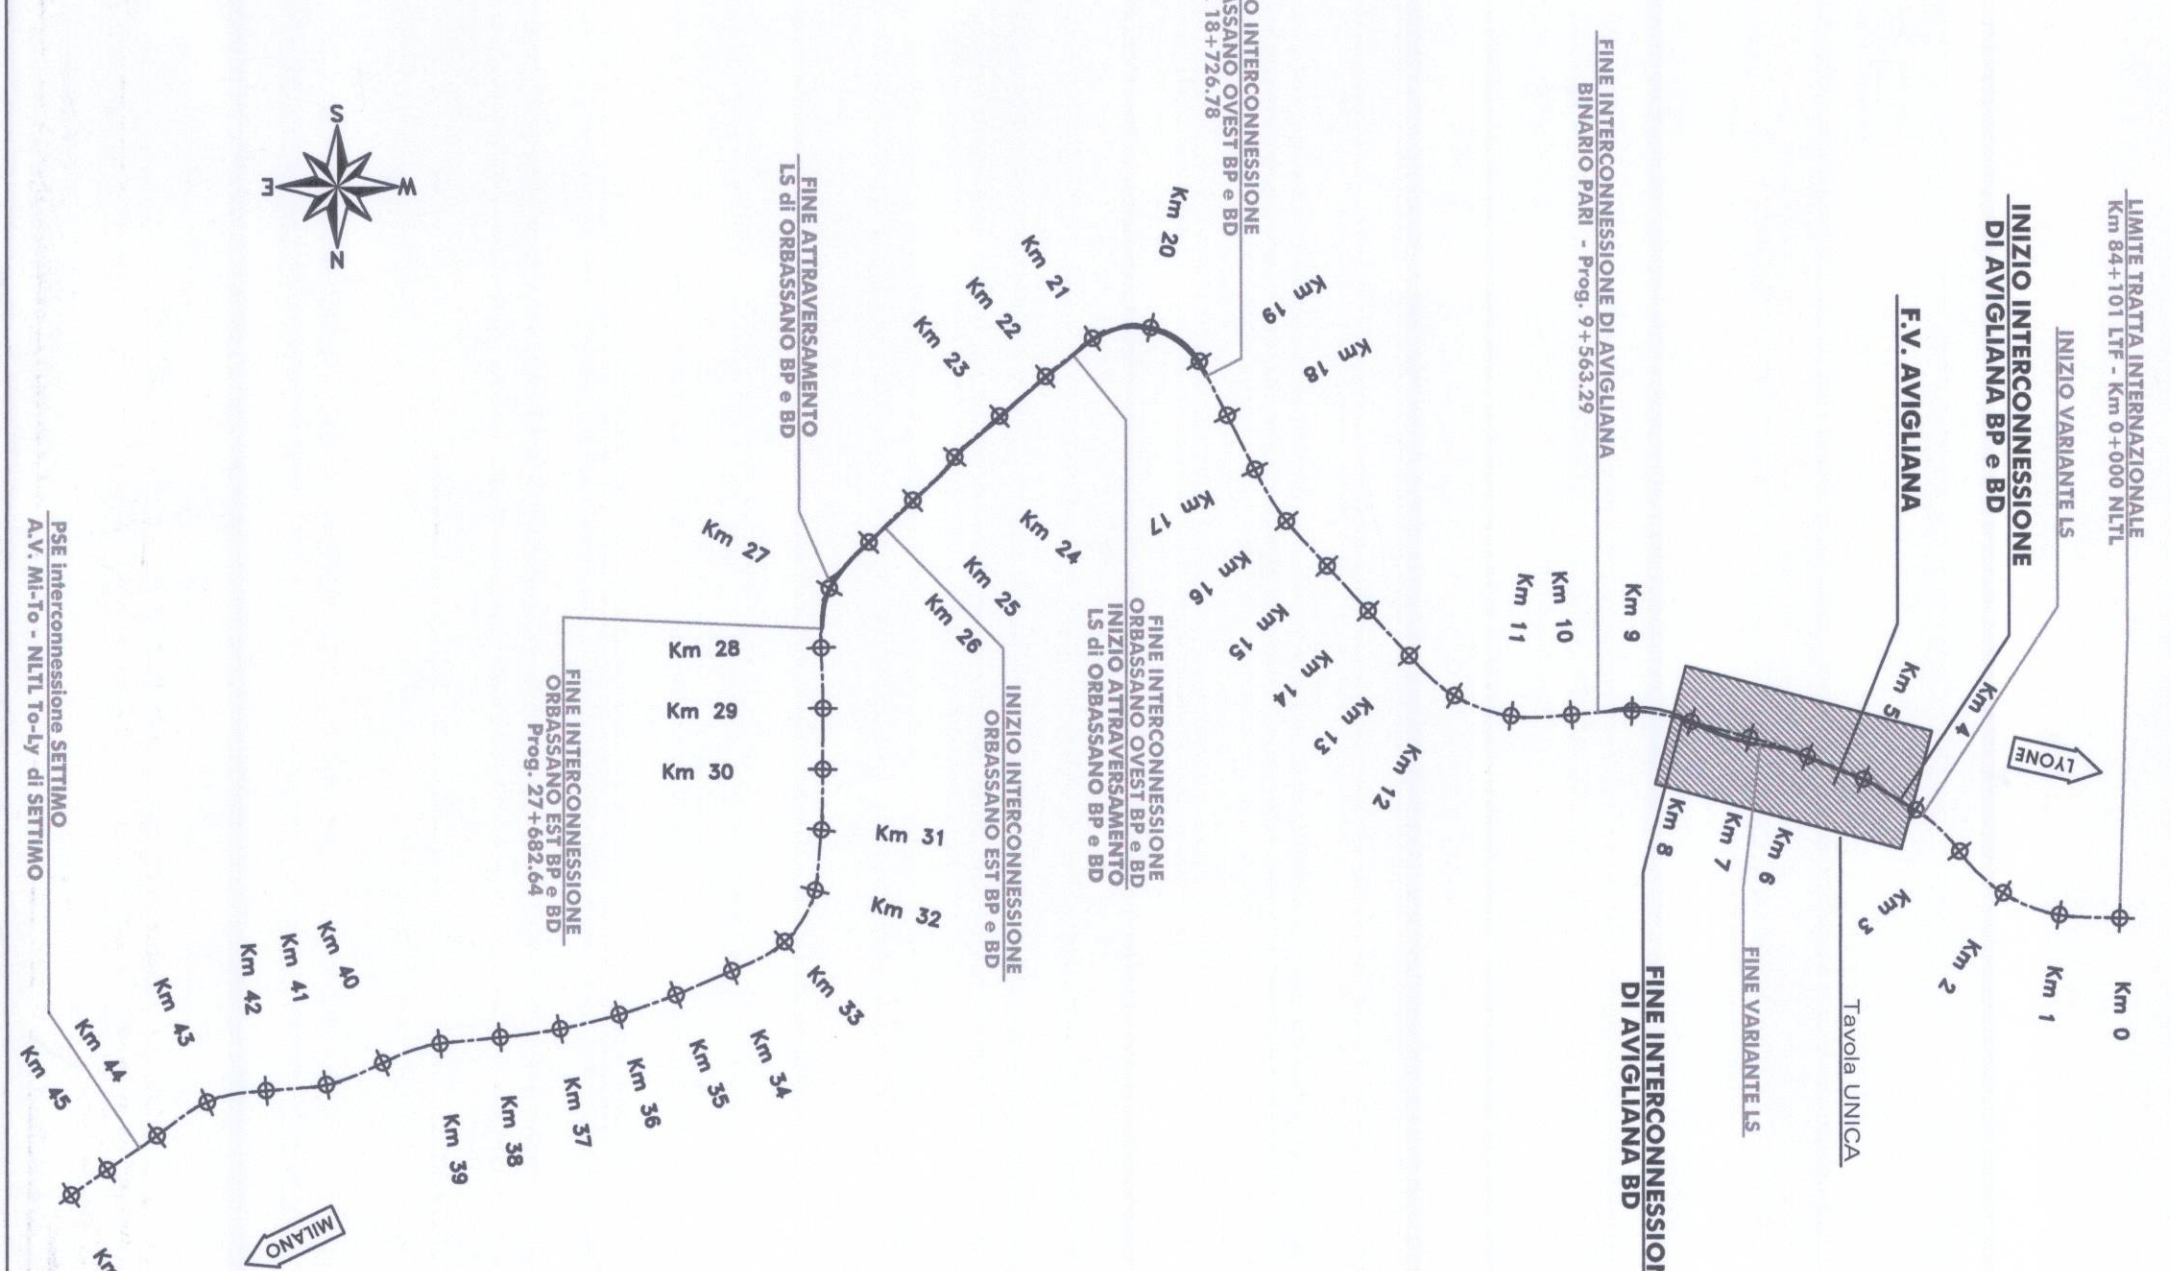 LIMITE TRATTA INTERNAZIONALE
Km 84+101 LTF - Km 0+000 NLTL
INIZIO VARIANTE LS
INIZIO INTERCONNESSIONE
DI AVIGLIANA BP e BD
F.V. AVIGLIANA
LYONE
Km 0
Km 1
Km 2
Km 3
Km 4
Km 5
Km 6
Km 7
Km 8
Tavola UNICA
FINE VARIANTE LS
FINE INTERCONNESSION
DI AVIGLIANA BD
FINE INTERCONNESSIONE DI AVIGLIANA
BINARIO PARI - Prog. 9+563.29
Km 9
Km 10
Km 11
Km 12
Km 13
Km 14
Km 15
Km 16
Km 17
Km 18
Km 19
O INTERCONNESSIONE
SSANO OVEST BP e BD
18+726.78
Km 20
Km 21
Km 22
Km 23
FINE INTERCONNESSIONE
ORBASSANO OVEST BP e BD
INIZIO ATTRAVERSAMENTO
LS di ORBASSANO BP e BD
Km 24
Km 25
Km 26
INIZIO INTERCONNESSIONE
ORBASSANO EST BP e BD
FINE ATTRAVERSAMENTO
LS di ORBASSANO BP e BD
Km 27
FINE INTERCONNESSIONE
ORBASSANO EST BP e BD
Prog. 27+682.64
Km 28
Km 29
Km 30
Km 31
Km 32
Km 33
Km 34
Km 35
Km 36
Km 37
Km 38
Km 39
Km 40
Km 41
Km 42
Km 43
Km 44
Km 45
Km
S
W
E
N
PSE interconnessione SETTIMO
A.V. Mi-To - NLTL To-Ly di SETTIMO
MILANO